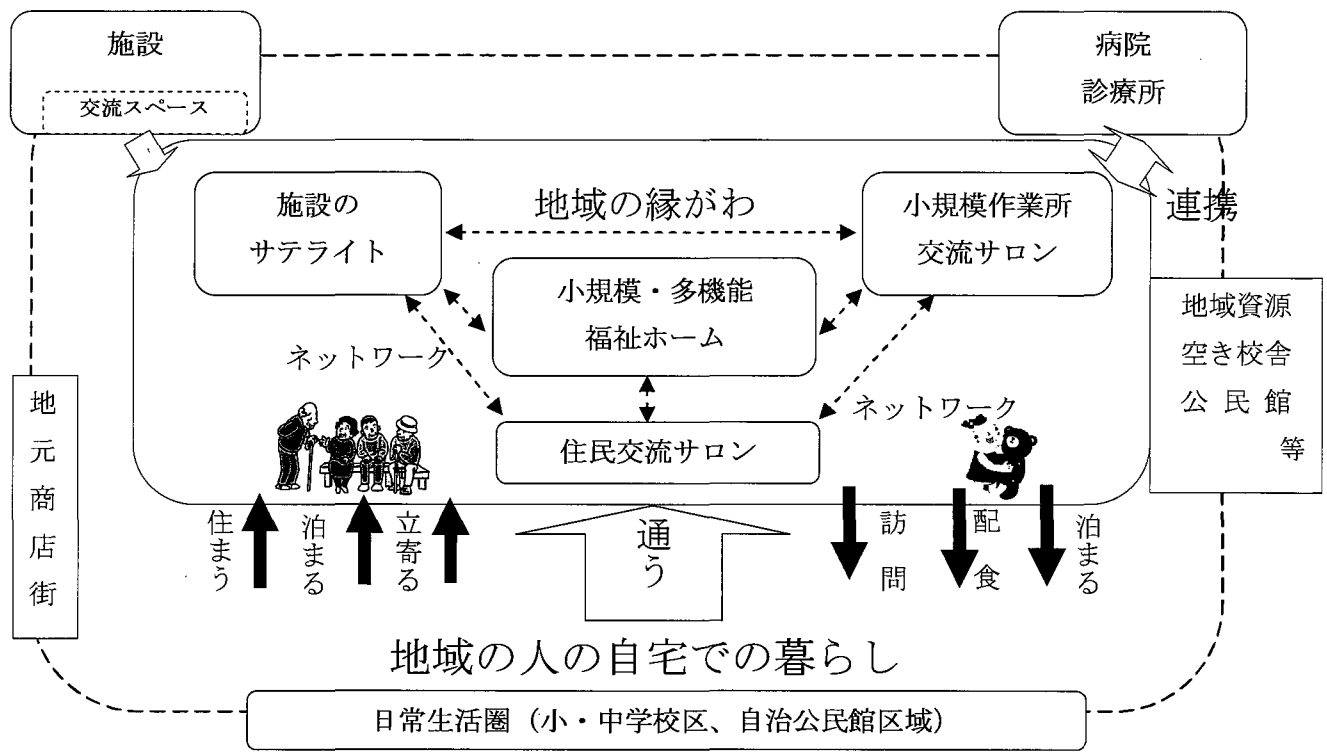 施設
交流スペース
病院
診療所
施設の
サテライト
地域の縁がわ
小規模作業所
交流サロン
連携
小規模・多機能
福祉ホーム
地域資源
空き校舎
公民館
等
ネットワーク
ネットワーク
住民交流サロン
地元商店街
住まう
泊まる
立寄る
通う
訪問
配食
泊まる
地域の人の自宅での暮らし
日常生活圏（小・中学校区、自治公民館区域）